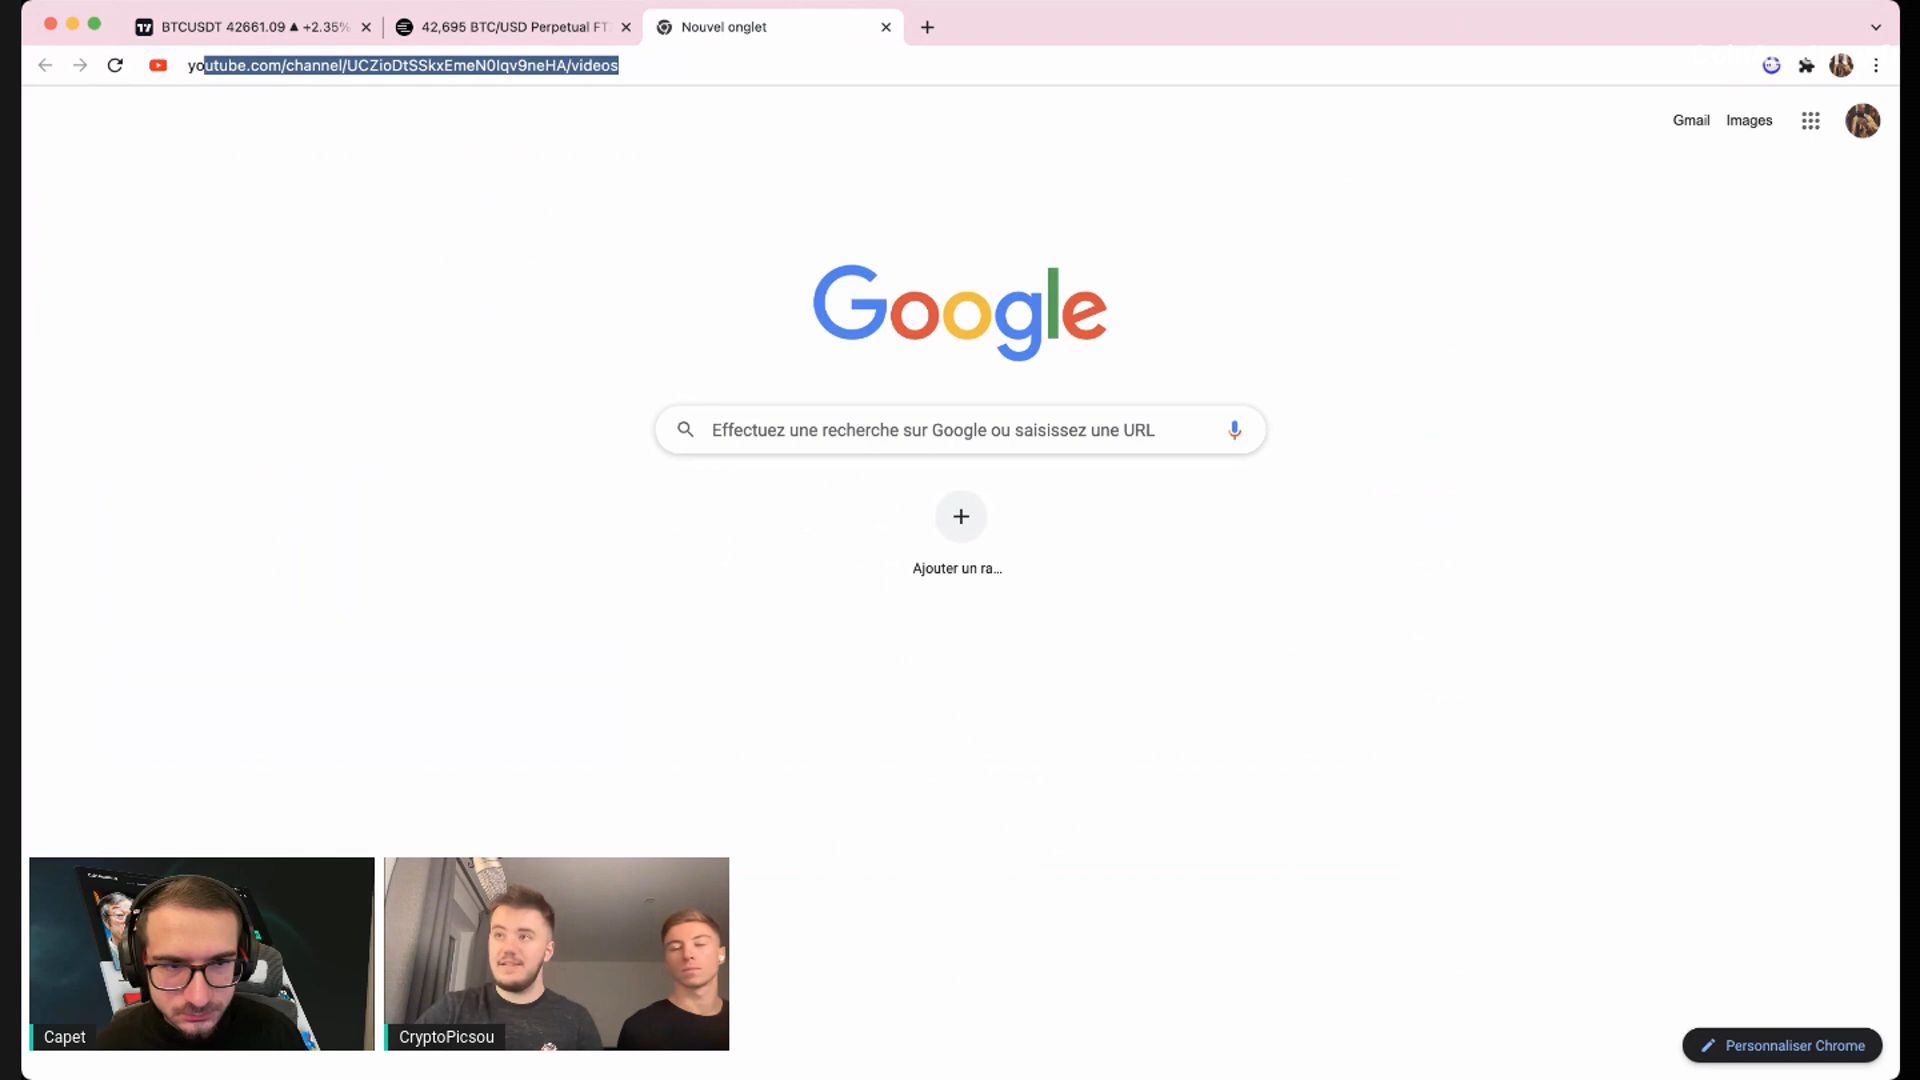 BTCUSDT 42661.09 ▲ +2.35%
42,695 BTC/USD Perpetual FT
Nouvel onglet
youtube.com/channel/UCZioDtSSkxEmeN0Iqv9neHA/videos
Gmail
Images
Google
Effectuez une recherche sur Google ou saisissez une URL
Ajouter un ra...
Capet
CryptoPicsou
Personnaliser Chrome